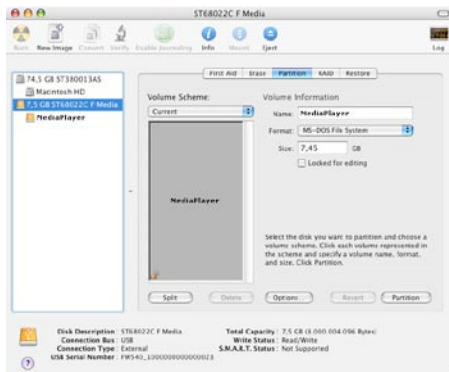 ST68022C F Media
Burn New Image Convert Verify Enable Journaling Info Mount Eject Log
74,5 GB ST380013AS
Macintosh HD
7,5 GB ST68022C F Media
MediaPlayer
First Aid Erase Partition RAID Restore
Volume Scheme:
Current
MediaPlayer
Volume Information
Name: MediaPlayer
Format: MS-DOS File System
Size: 7,45 GB
Locked for editing
Select the disk you want to partition and choose a
volume scheme. Click each volume represented in
the scheme and specify a volume name, format,
and size. Click Partition.
Split Delete Options Revert Partition
Disk Description : ST68022C F Media
Connection Bus : USB
Connection Type : External
USB Serial Number :
Total Capacity : 7,5 GB (8.000.004.096 Bytes)
Write Status : Read/Write
S.M.A.R.T. Status : Not Supported